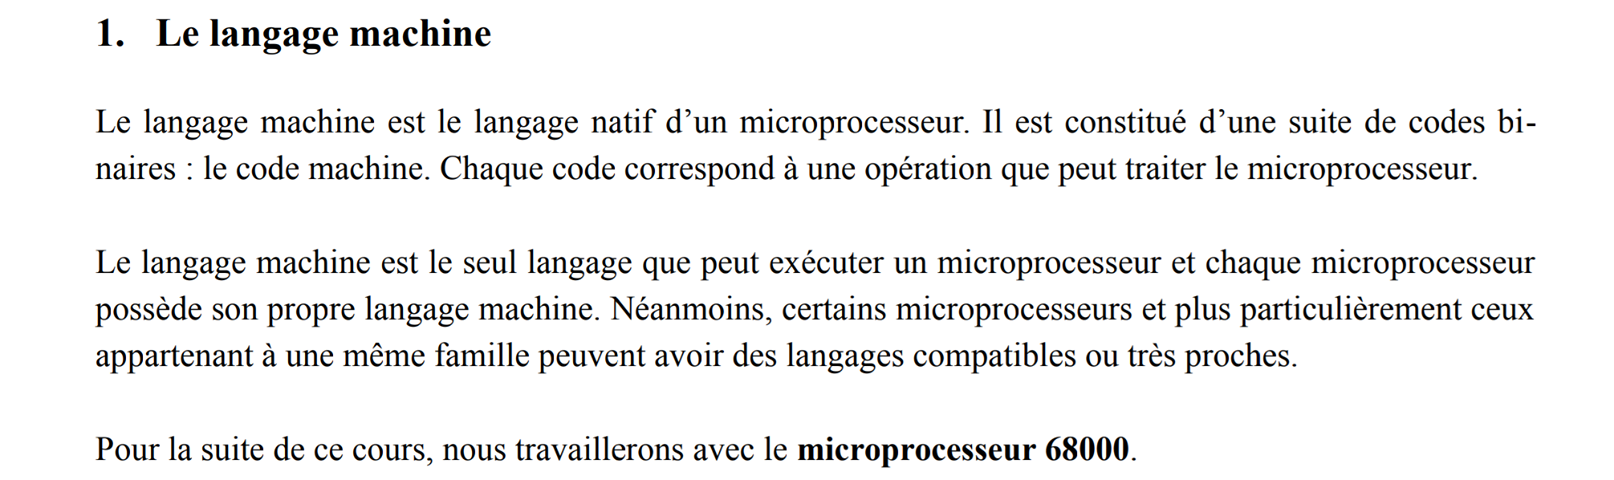 1. Le langage machine
Le langage machine est le langage natif d’un microprocesseur. Il est constitué d’une suite de codes bi-
naires : le code machine. Chaque code correspond à une opération que peut traiter le microprocesseur.
Le langage machine est le seul langage que peut exécuter un microprocesseur et chaque microprocesseur
possède son propre langage machine. Néanmoins, certains microprocesseurs et plus particulièrement ceux
appartenant à une même famille peuvent avoir des langages compatibles ou très proches.
Pour la suite de ce cours, nous travaillerons avec le microprocesseur 68000.